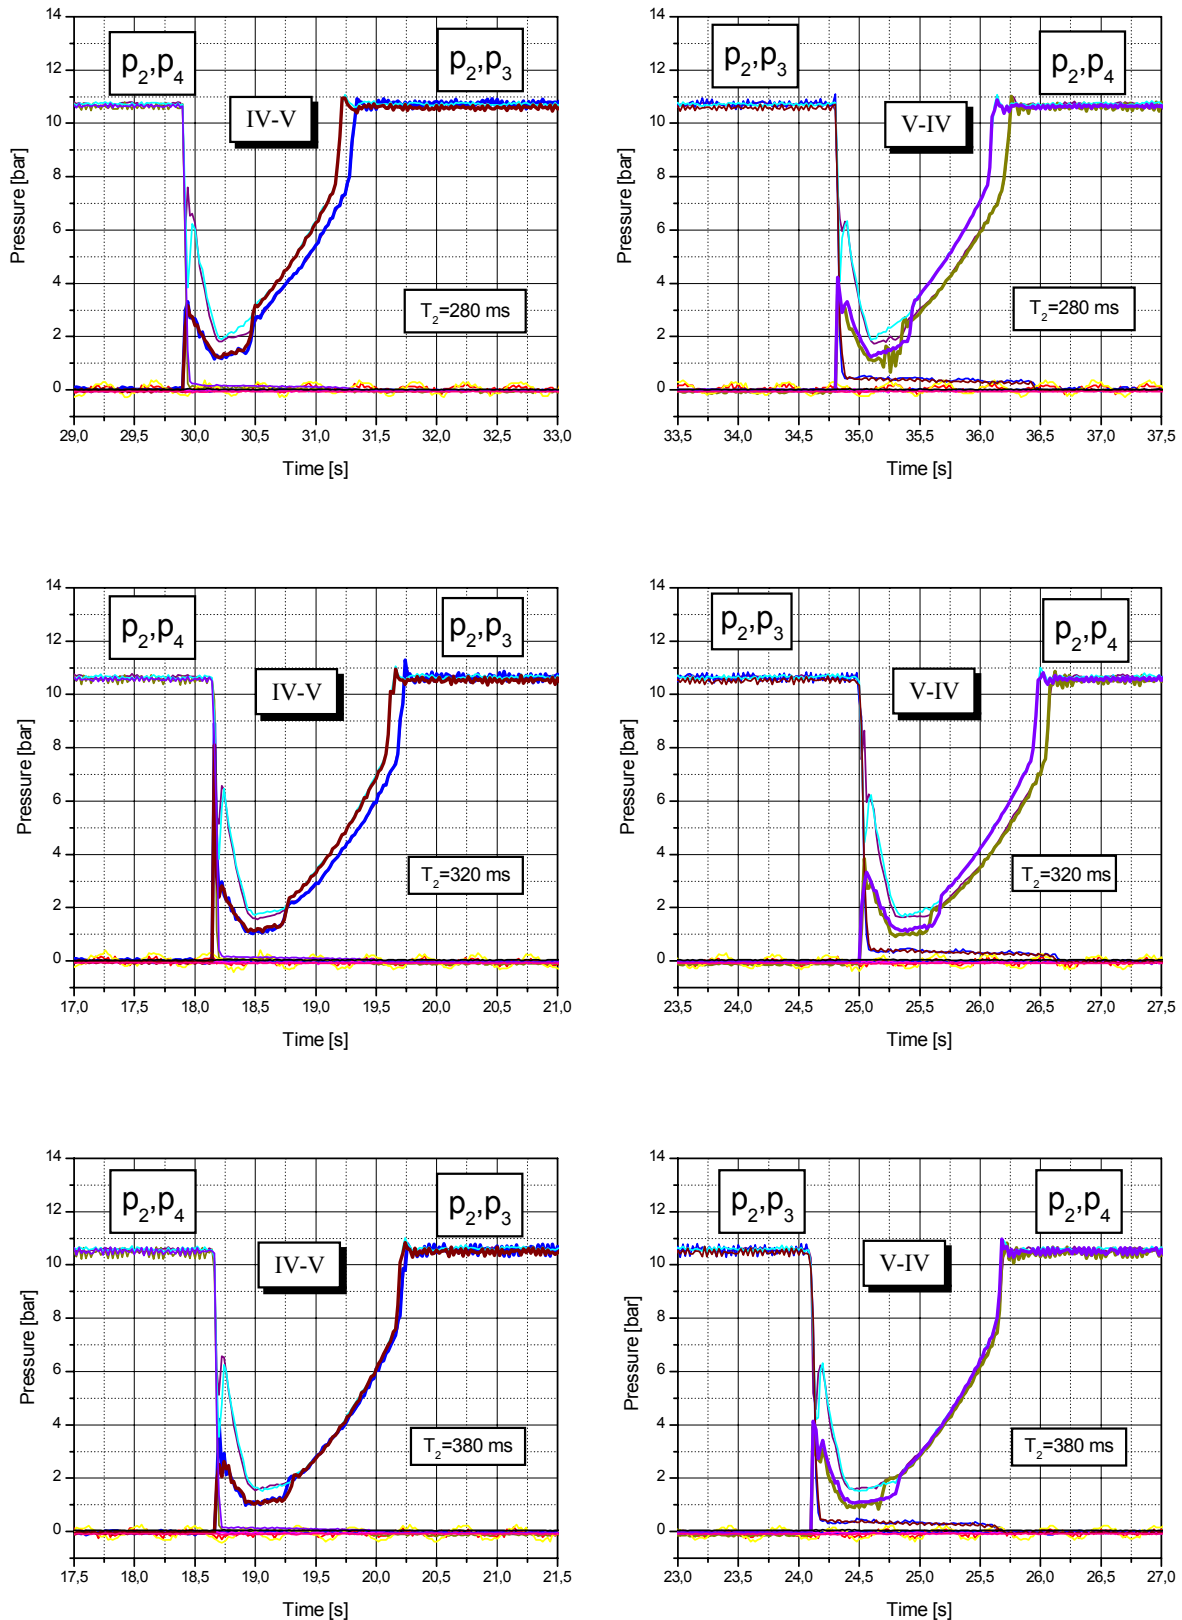 14
12
10
8
6
4
2
0
Pressure [bar]
p2,p4
p2,p3
IV-V
T2=280 ms
29,0 29,5 30,0 30,5 31,0 31,5 32,0 32,5 33,0
Time [s]
14
12
10
8
6
4
2
0
Pressure [bar]
p2,p3
p2,p4
V-IV
T2=280 ms
33,5 34,0 34,5 35,0 35,5 36,0 36,5 37,0 37,5
Time [s]
14
12
10
8
6
4
2
0
Pressure [bar]
p2,p4
p2,p3
IV-V
T2=320 ms
17,0 17,5 18,0 18,5 19,0 19,5 20,0 20,5 21,0
Time [s]
14
12
10
8
6
4
2
0
Pressure [bar]
p2,p3
p2,p4
V-IV
T2=320 ms
23,5 24,0 24,5 25,0 25,5 26,0 26,5 27,0 27,5
Time [s]
14
12
10
8
6
4
2
0
Pressure [bar]
p2,p4
p2,p3
IV-V
T2=380 ms
17,5 18,0 18,5 19,0 19,5 20,0 20,5 21,0 21,5
Time [s]
14
12
10
8
6
4
2
0
Pressure [bar]
p2,p3
p2,p4
V-IV
T2=380 ms
23,0 23,5 24,0 24,5 25,0 25,5 26,0 26,5 27,0
Time [s]